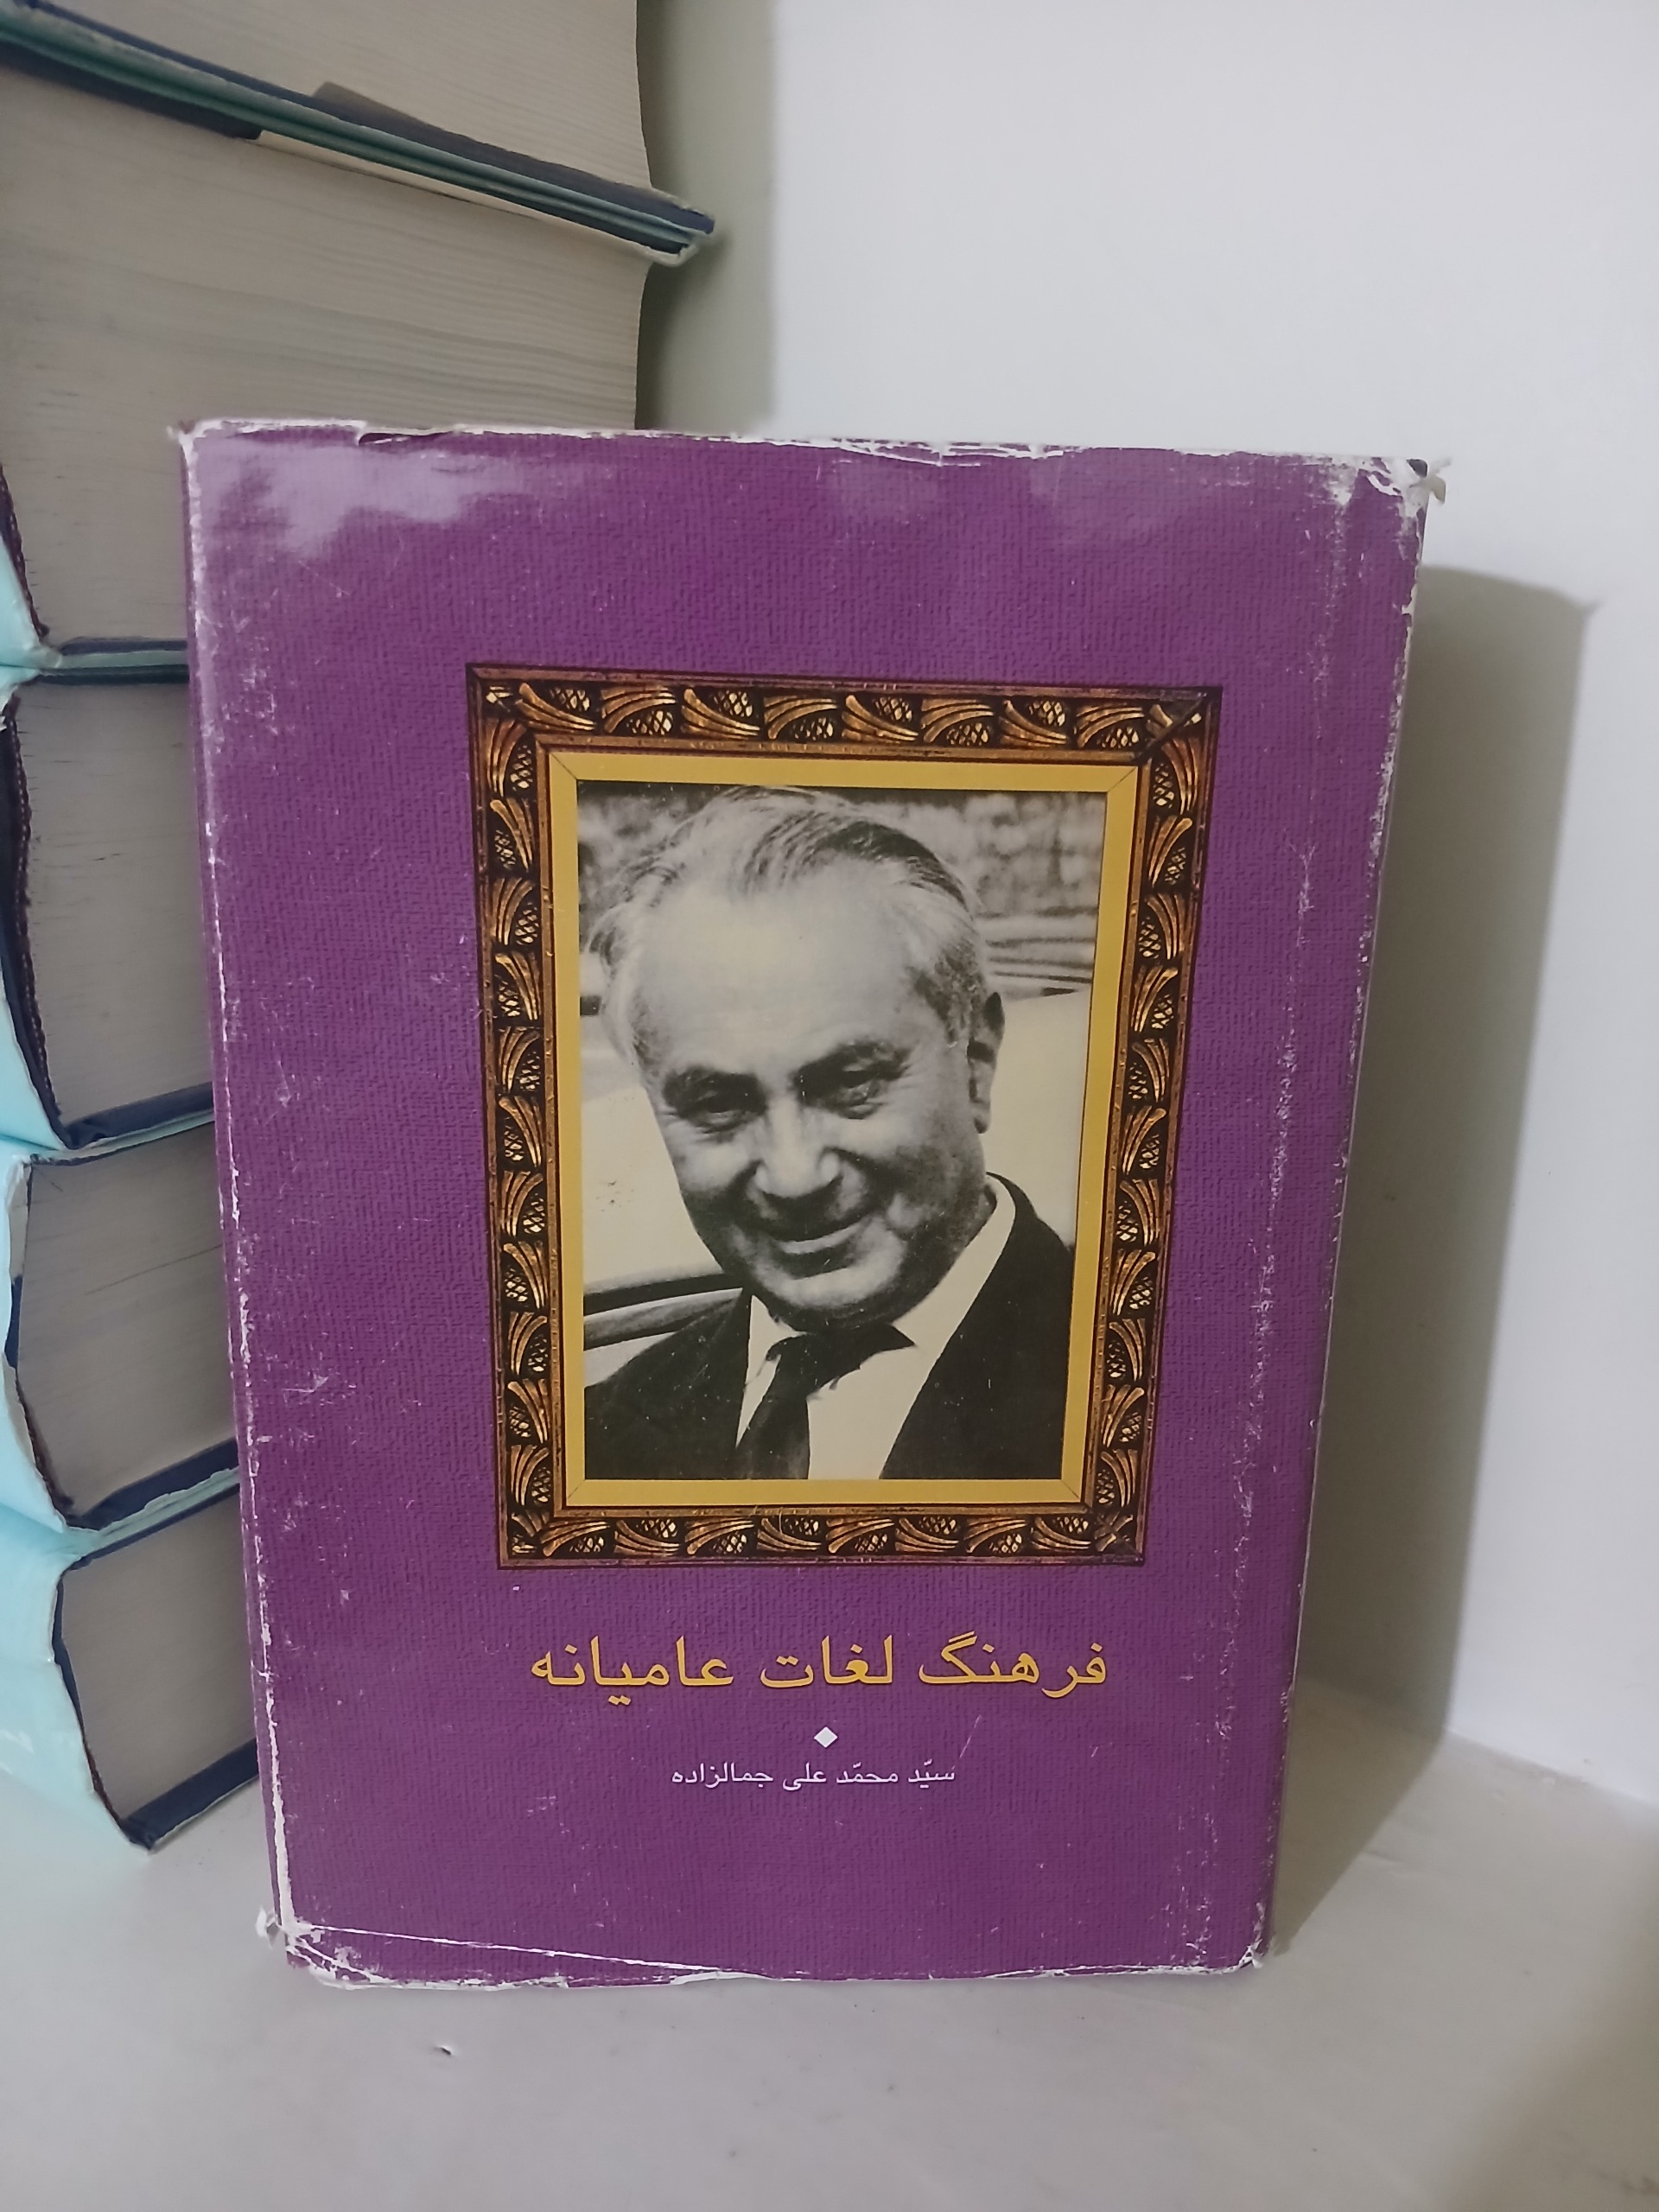 فرهنگ لغات عامیانه
سیّد محمّد علی جمالزاده